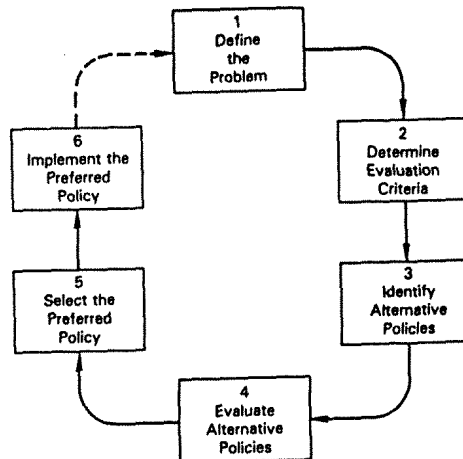 1
Define
the
Problem
2
Determine
Evaluation
Criteria
3
Identify
Alternative
Policies
4
Evaluate
Alternative
Policies
5
Select the
Preferred
Policy
6
Implement the
Preferred
Policy